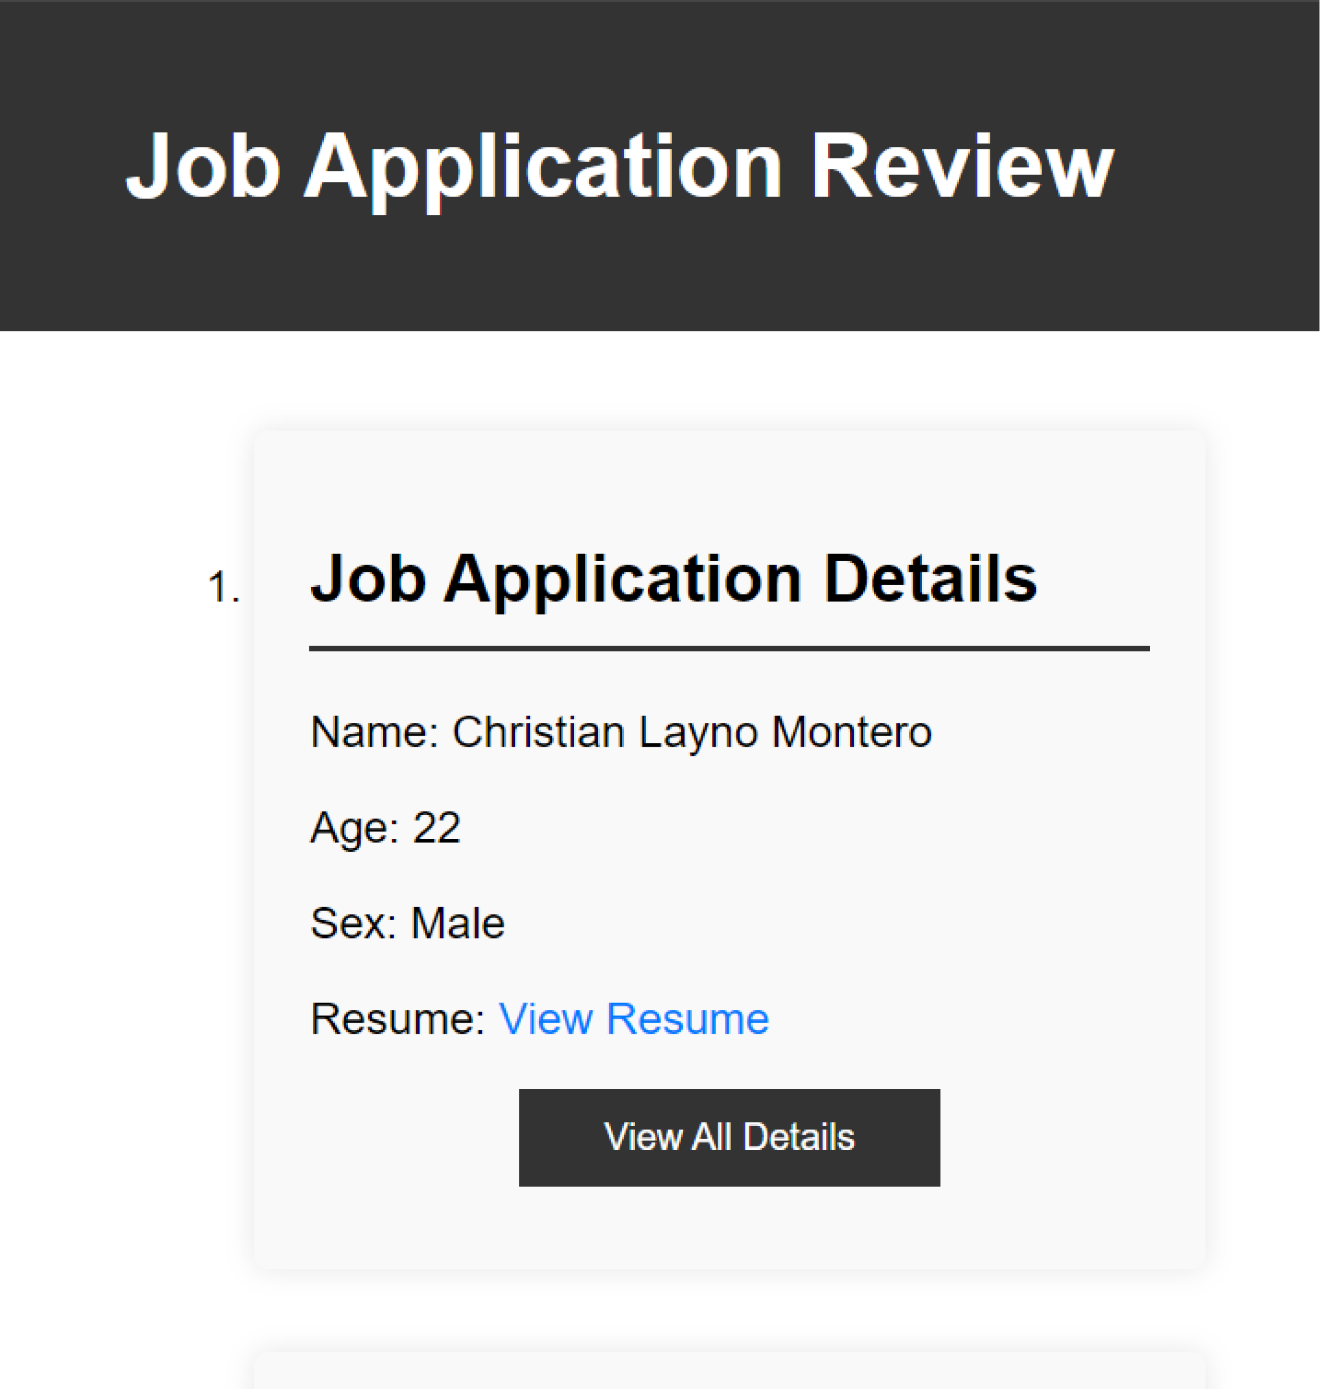 Job Application Review
1. Job Application Details
Name: Christian Layno Montero
Age: 22
Sex: Male
Resume: View Resume
View All Details